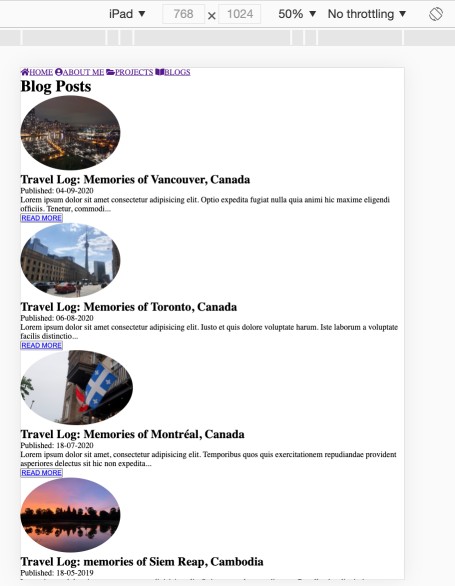 iPad ▼ 768 × 1024 50% ▼ No throttling ▼
HOME ABOUT ME PROJECTS BLOGS
Blog Posts
Travel Log: Memories of Vancouver, Canada
Published: 04-09-2020
Lorem ipsum dolor sit amet consectetur adipisicing elit. Optio expedita fugiat nulla quia animi hic maxime eligendi
officiis. Tenetur, commodi...
READ MORE
Travel Log: Memories of Toronto, Canada
Published: 06-08-2020
Lorem ipsum dolor sit amet consectetur adipisicing elit. Iusto et quis dolore voluptate harum. Iste laborum a voluptate
facilis distinctio...
READ MORE
Travel Log: Memories of Montréal, Canada
Published: 18-07-2020
Lorem ipsum dolor sit amet, consectetur adipisicing elit. Temporibus quos quis exercitationem repudiandae provident
asperiores delectus sit hic non expedita...
READ MORE
Travel Log: memories of Siem Reap, Cambodia
Published: 18-05-2019